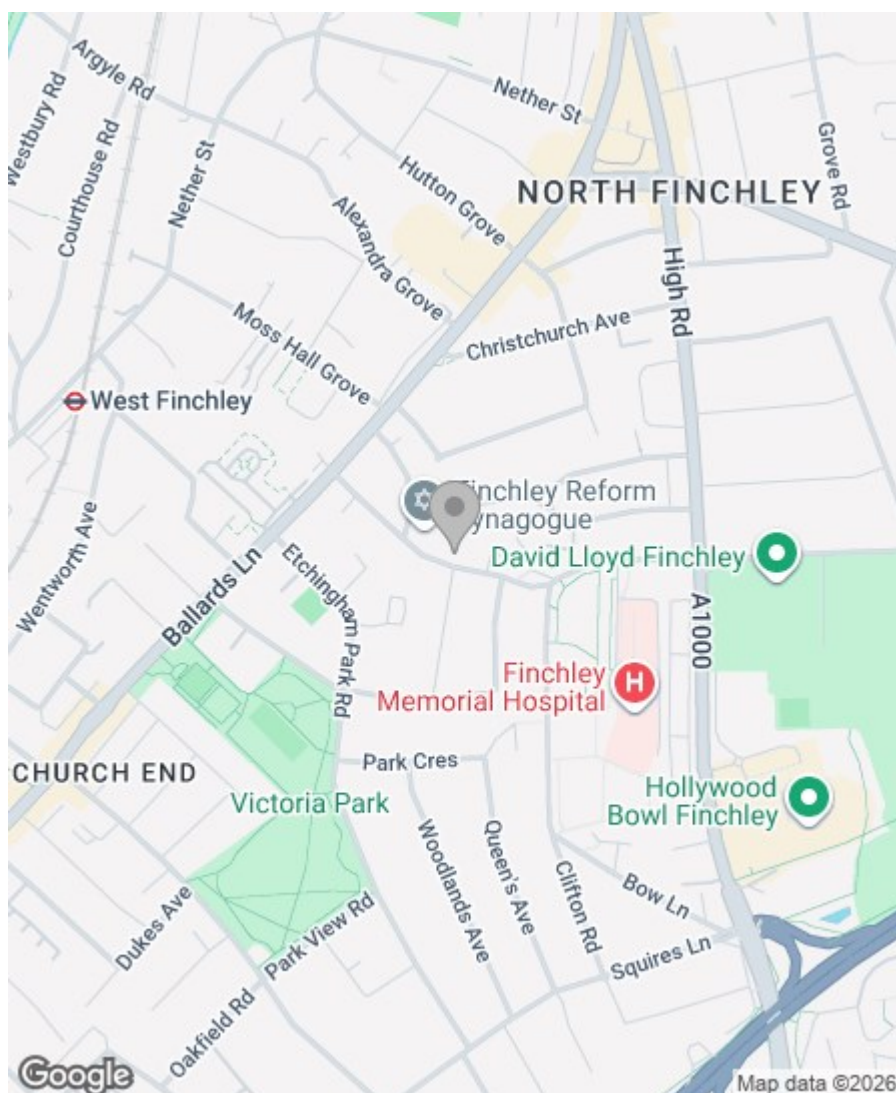 Argyle Rd
Westbury Rd
Courthouse Rd
Nether St
Nether St
Hutton Grove
Grove Rd
NORTH FINCHLEY
Alexandra Grove
High Rd
Moss Hall Grove
Christchurch Ave
West Finchley
Finchley Reform
Synagogue
David Lloyd Finchley
Wentworth Ave
Ballards Ln
Etchingham Park Rd
A1000
Finchley
Memorial Hospital
H
CHURCH END
Park Cres
Victoria Park
Hollywood
Bowl Finchley
Woodlands Ave
Queen's Ave
Clifton Rd
Bow Ln
Dukes Ave
Park View Rd
Squires Ln
Oakfield Rd
Google
Map data ©2026